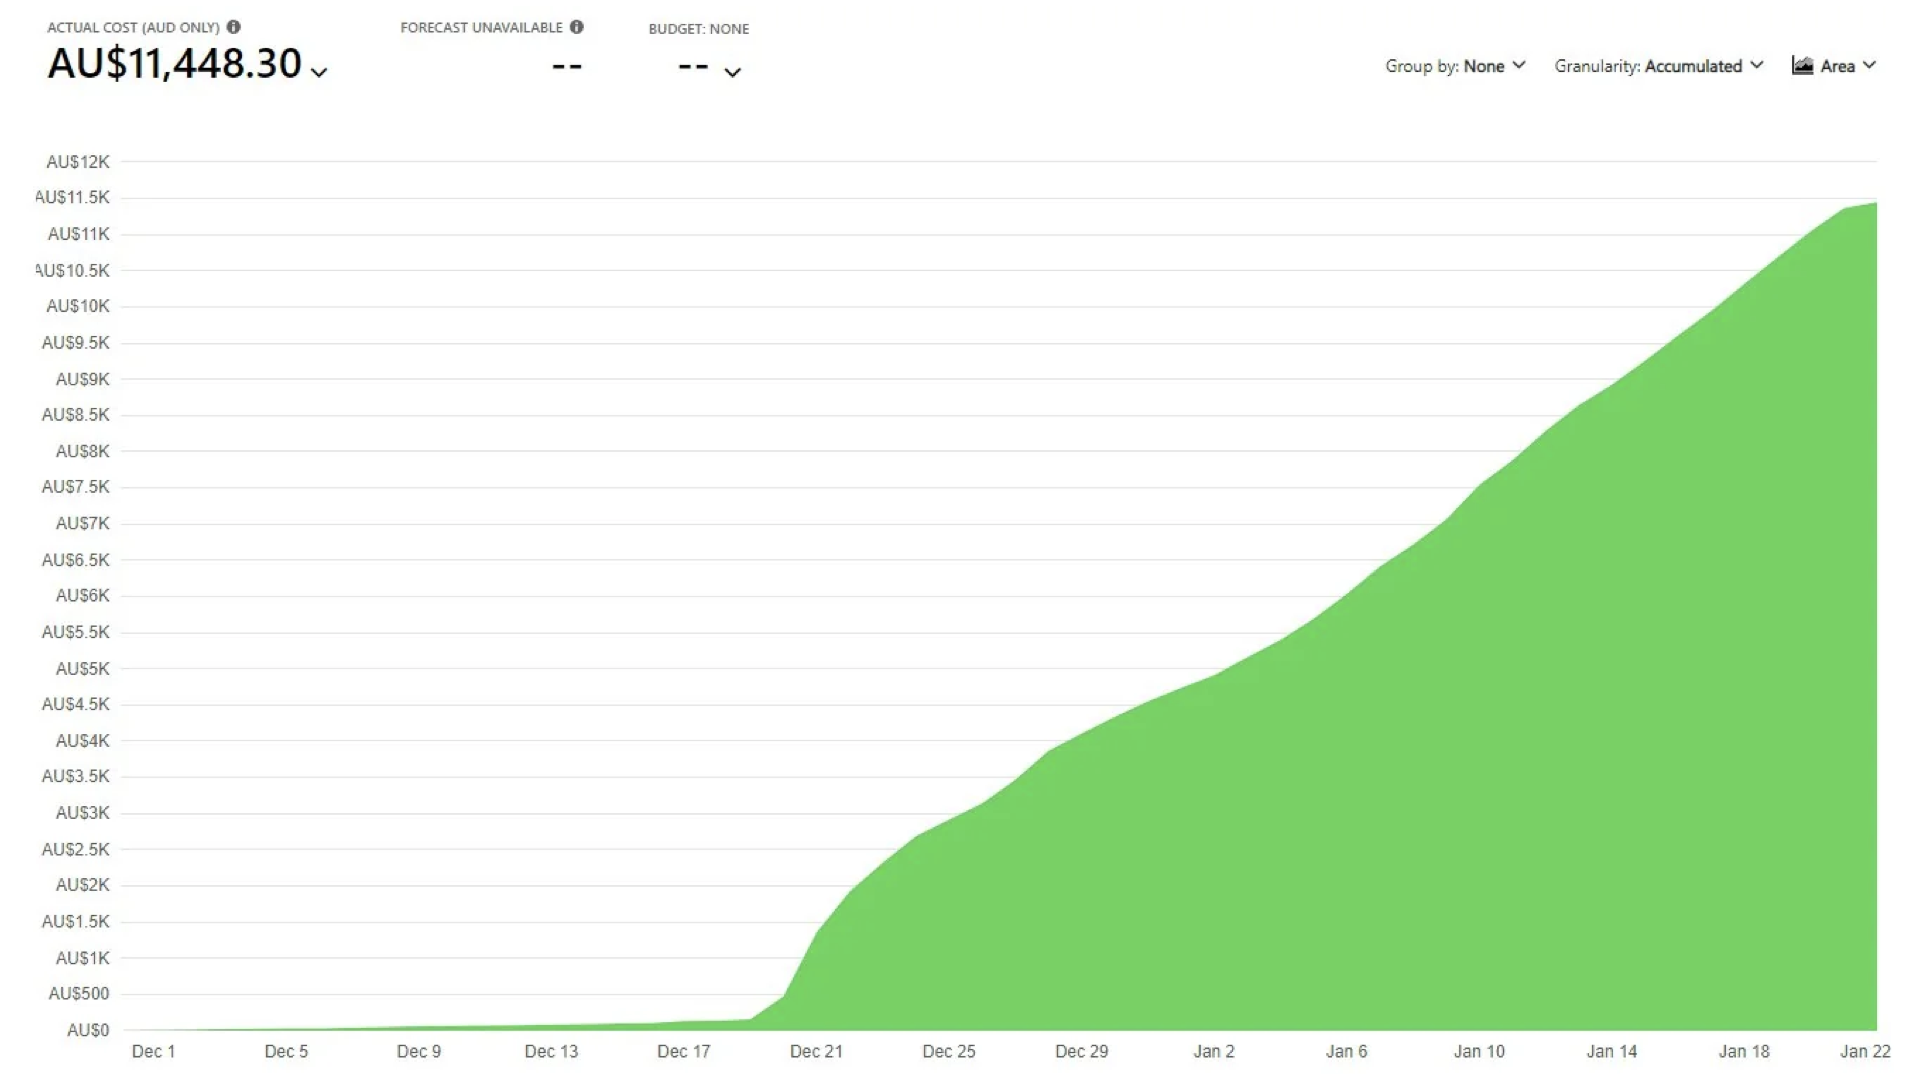 ACTUAL COST (AUD ONLY)
AU$11,448.30
FORECAST UNAVAILABLE
--
BUDGET: NONE
--
Group by: None
Granularity: Accumulated
Area
AU$12K
AU$11.5K
AU$11K
AU$10.5K
AU$10K
AU$9.5K
AU$9K
AU$8.5K
AU$8K
AU$7.5K
AU$7K
AU$6.5K
AU$6K
AU$5.5K
AU$5K
AU$4.5K
AU$4K
AU$3.5K
AU$3K
AU$2.5K
AU$2K
AU$1.5K
AU$1K
AU$500
AU$0
Dec 1 Dec 5 Dec 9 Dec 13 Dec 17 Dec 21 Dec 25 Dec 29 Jan 2 Jan 6 Jan 10 Jan 14 Jan 18 Jan 22